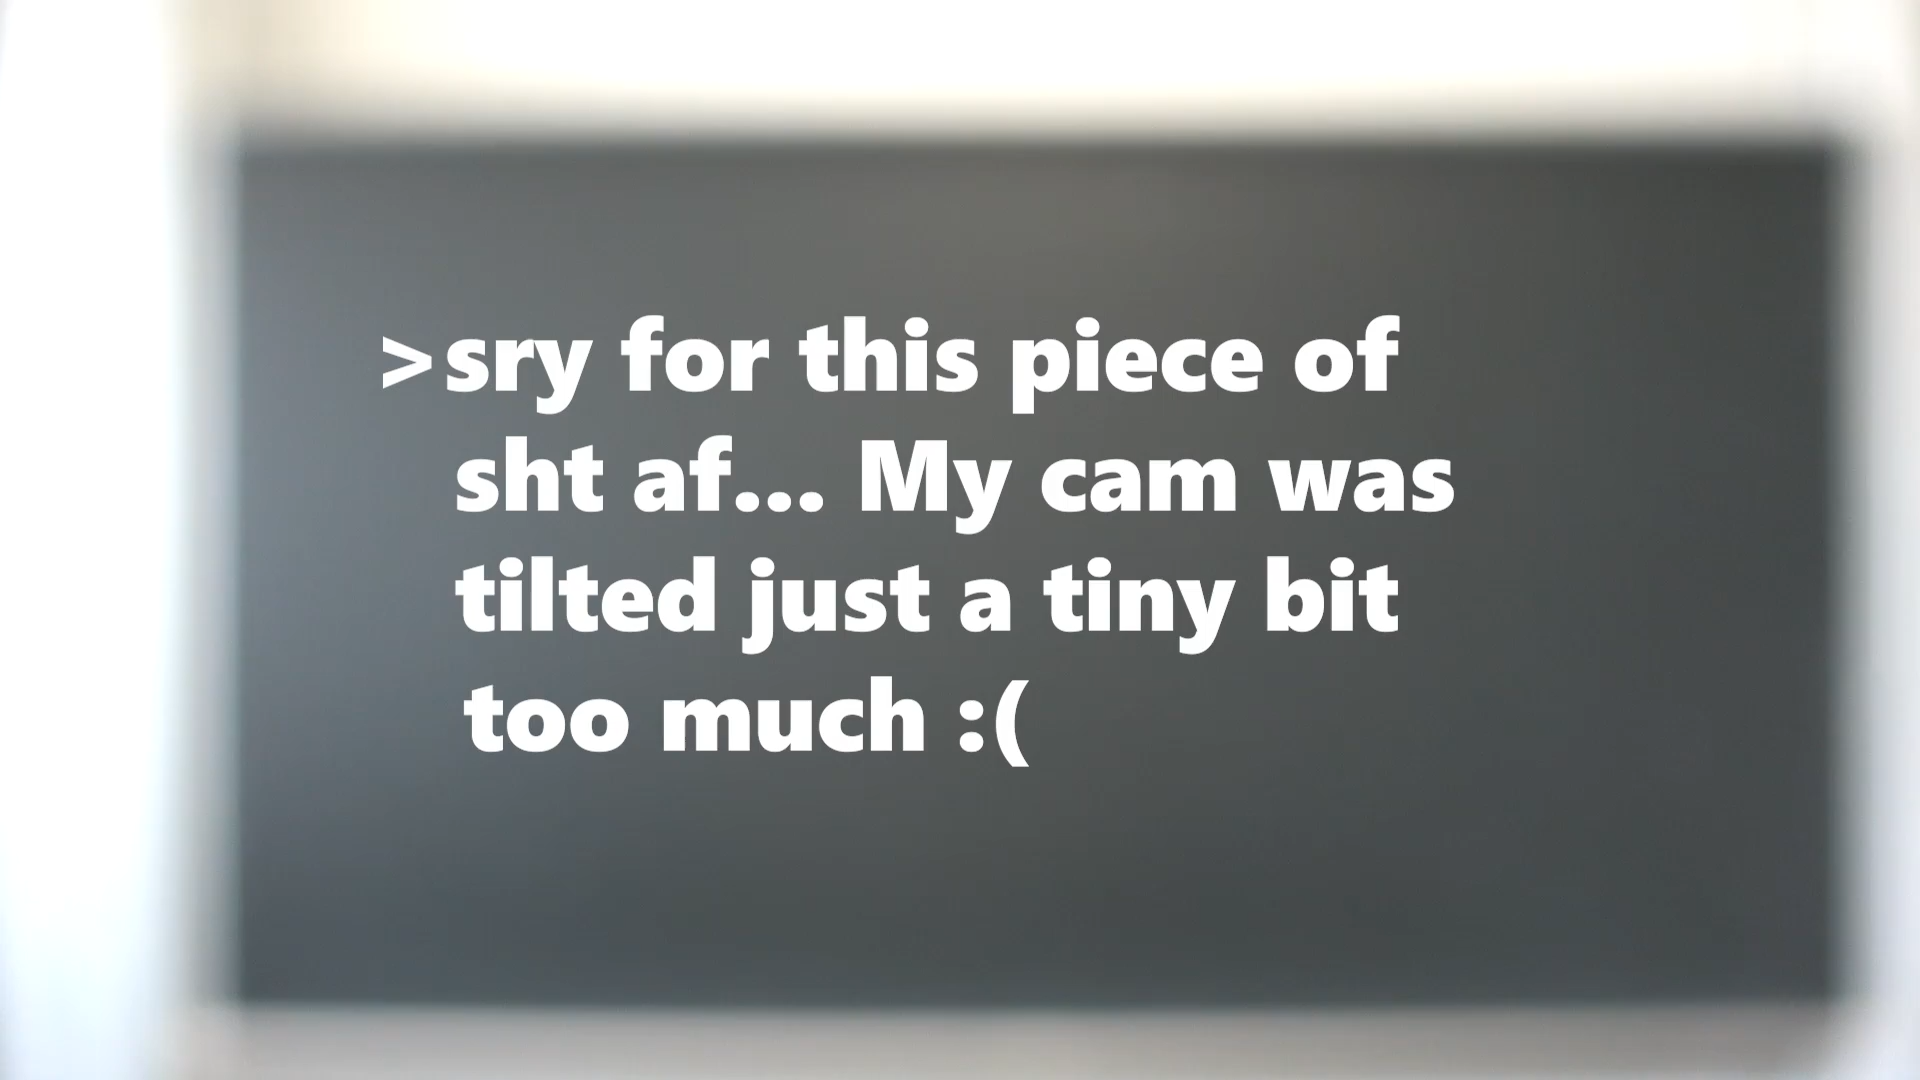 >sry for this piece of
sht af... My cam was
tilted just a tiny bit
too much :(